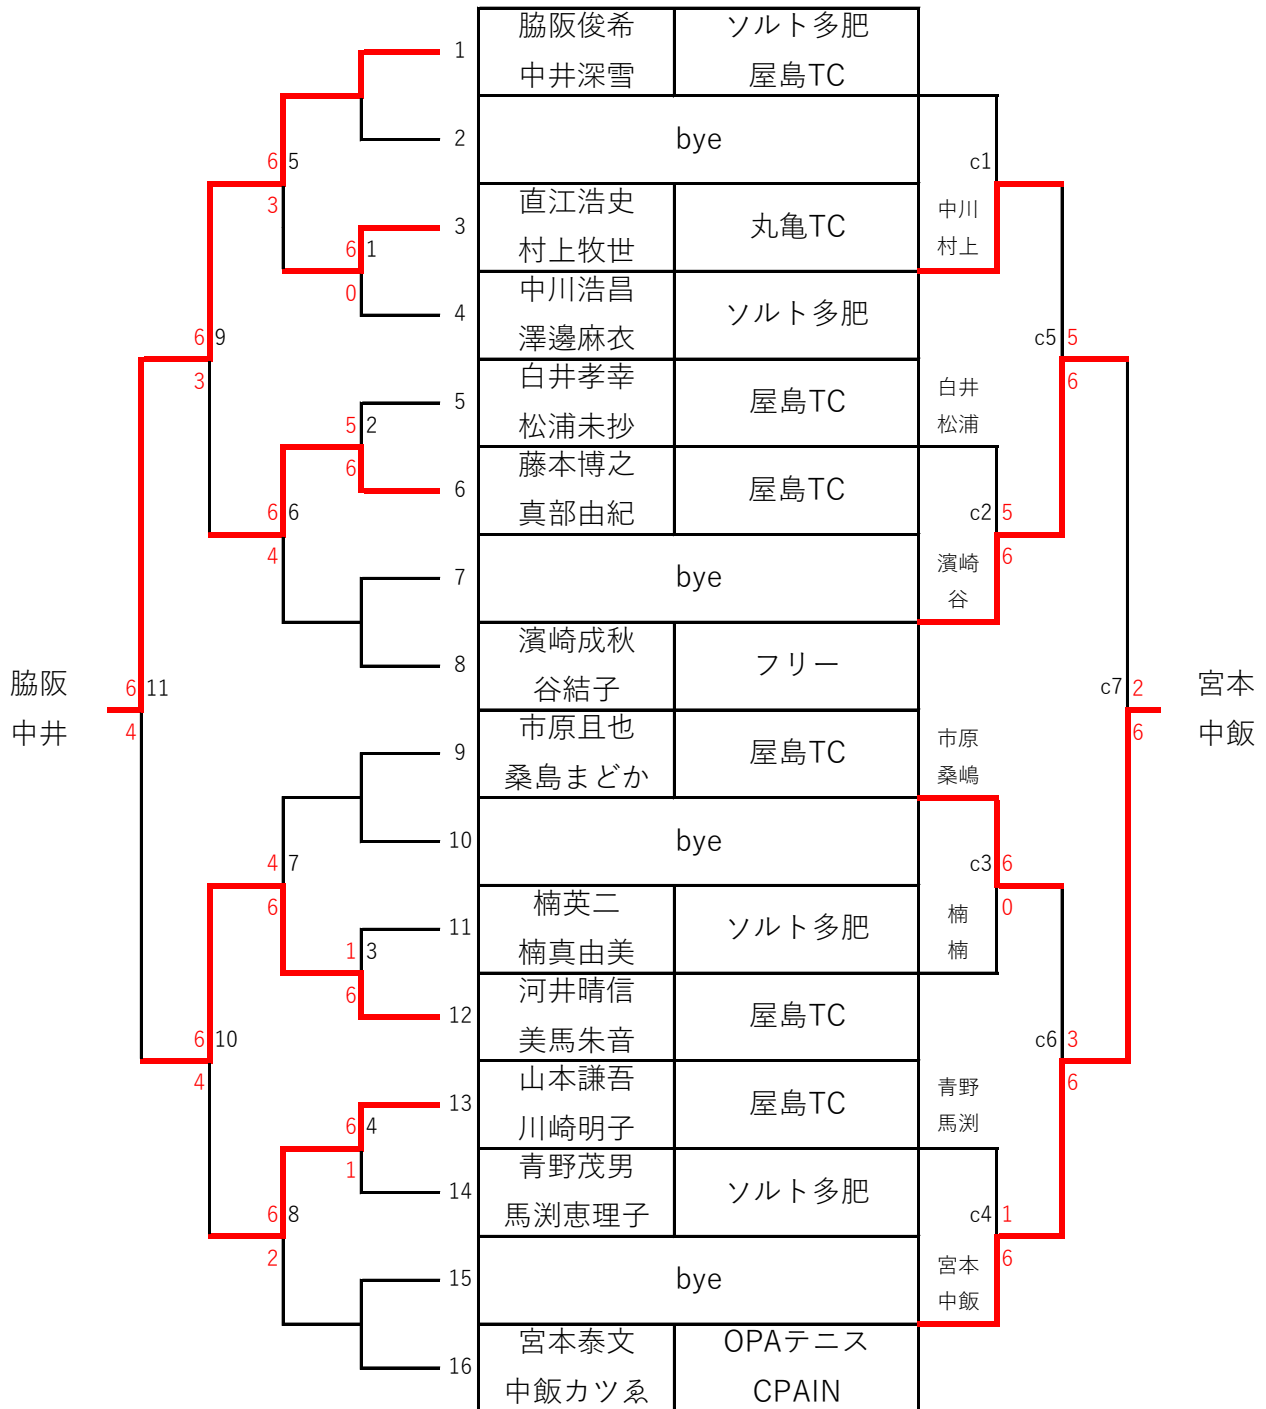 1 脇阪俊希 ソルト多肥
中井深雪 屋島TC
2 bye
6 5 c1
3
3 直江浩史 丸亀TC 中川
6 1 村上牧世 村上
0
4 中川浩昌 ソルト多肥
澤邊麻衣
6 9 c5 5
3 6
5 白井孝幸 屋島TC 白井
5 2 松浦未抄 松浦
6
6 藤本博之 屋島TC
真部由紀
6 6 c2 5
4 6
7 bye 濱崎
谷
8 濱崎成秋 フリー
谷結子
脇阪 6 11 c7 2 宮本
中井 4 6 中飯
9 市原且也 屋島TC 市原
桑島まどか 桑嶋
10 bye
4 7 c3 6
6 0
11 楠英二 ソルト多肥 楠
1 3 楠真由美 楠
6
12 河井晴信 屋島TC
美馬朱音
6 10 c6 3
4 6
13 山本謙吾 屋島TC 青野
6 4 川崎明子 馬渕
1
14 青野茂男 ソルト多肥
馬渕恵理子
6 8 c4 1
2 6
15 bye 宮本
中飯
16 宮本泰文 OPAテニス
中飯カツゑ CPAIN